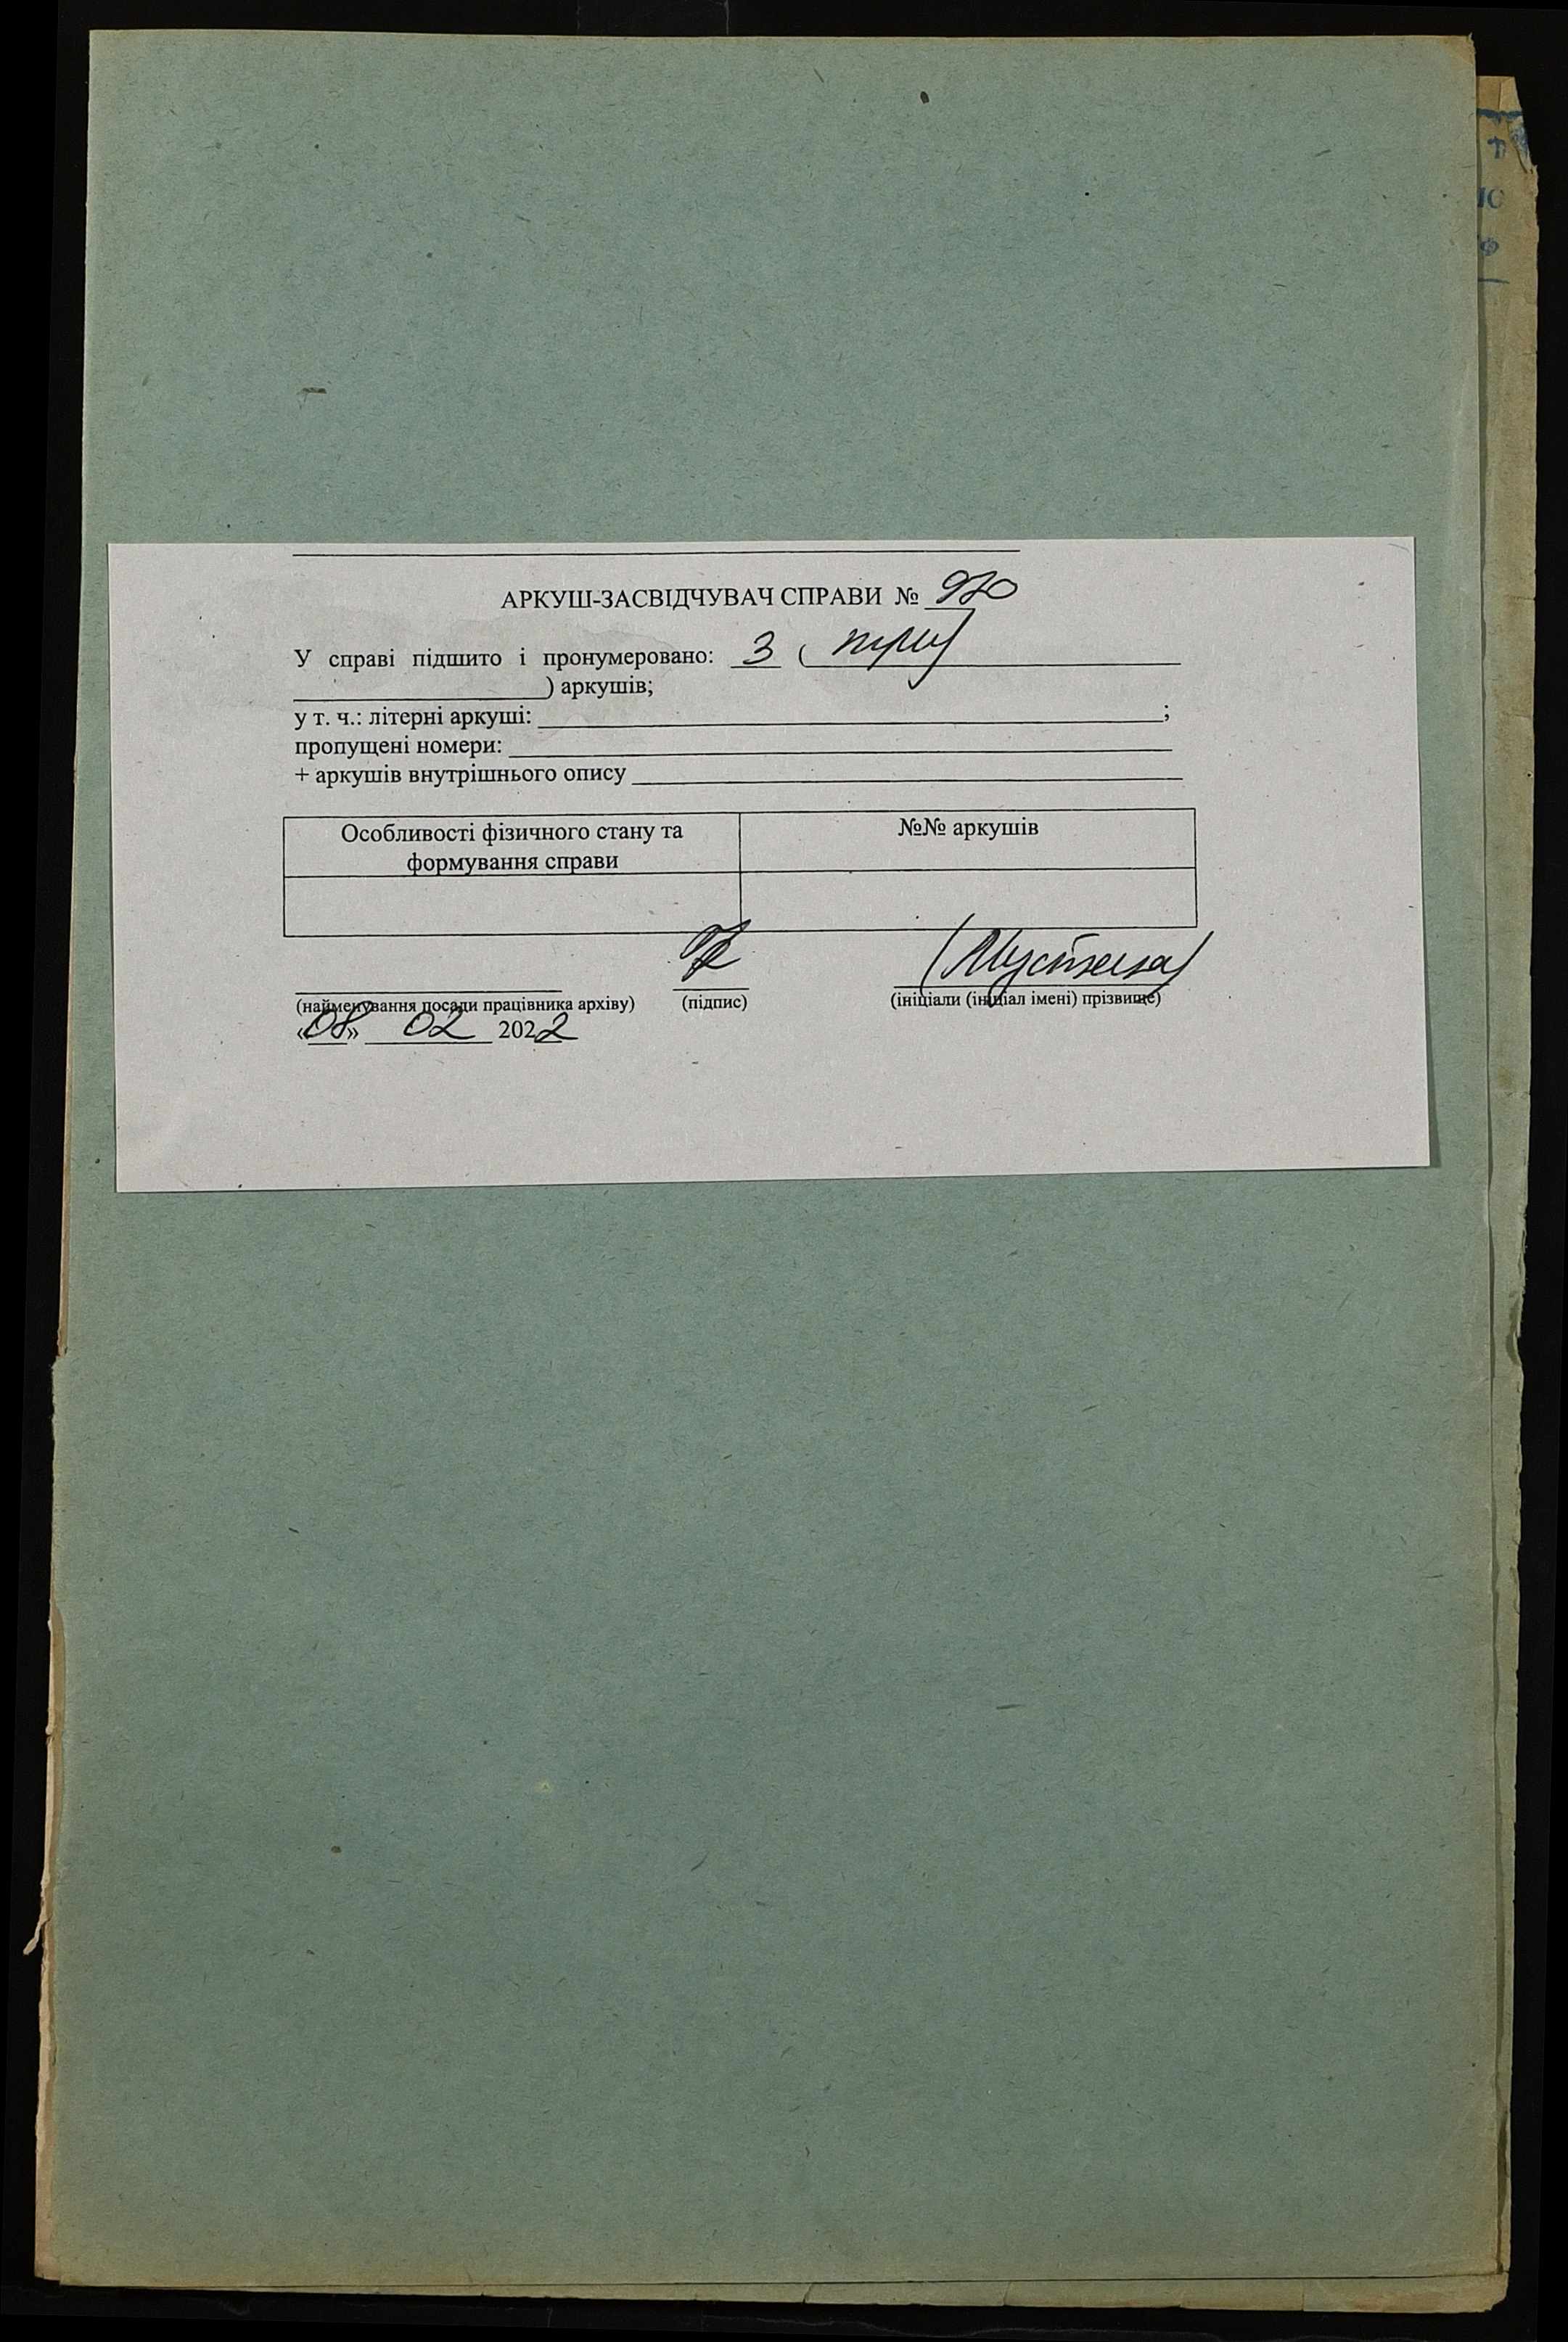 АРКУШ-ЗАСВІДЧУВАЧ СПРАВИ № 970
У справі підшито і пронумеровано: 3 ( три
) аркушів;
у т. ч.: літерні аркуші: ;
пропущені номери:
+ аркушів внутрішнього опису
Особливості фізичного стану та
формування справи
№№ аркушів
(найменування посади працівника архіву) (підпис) (ініціали (ініціал імені) прізвище)
«08» 02 2022